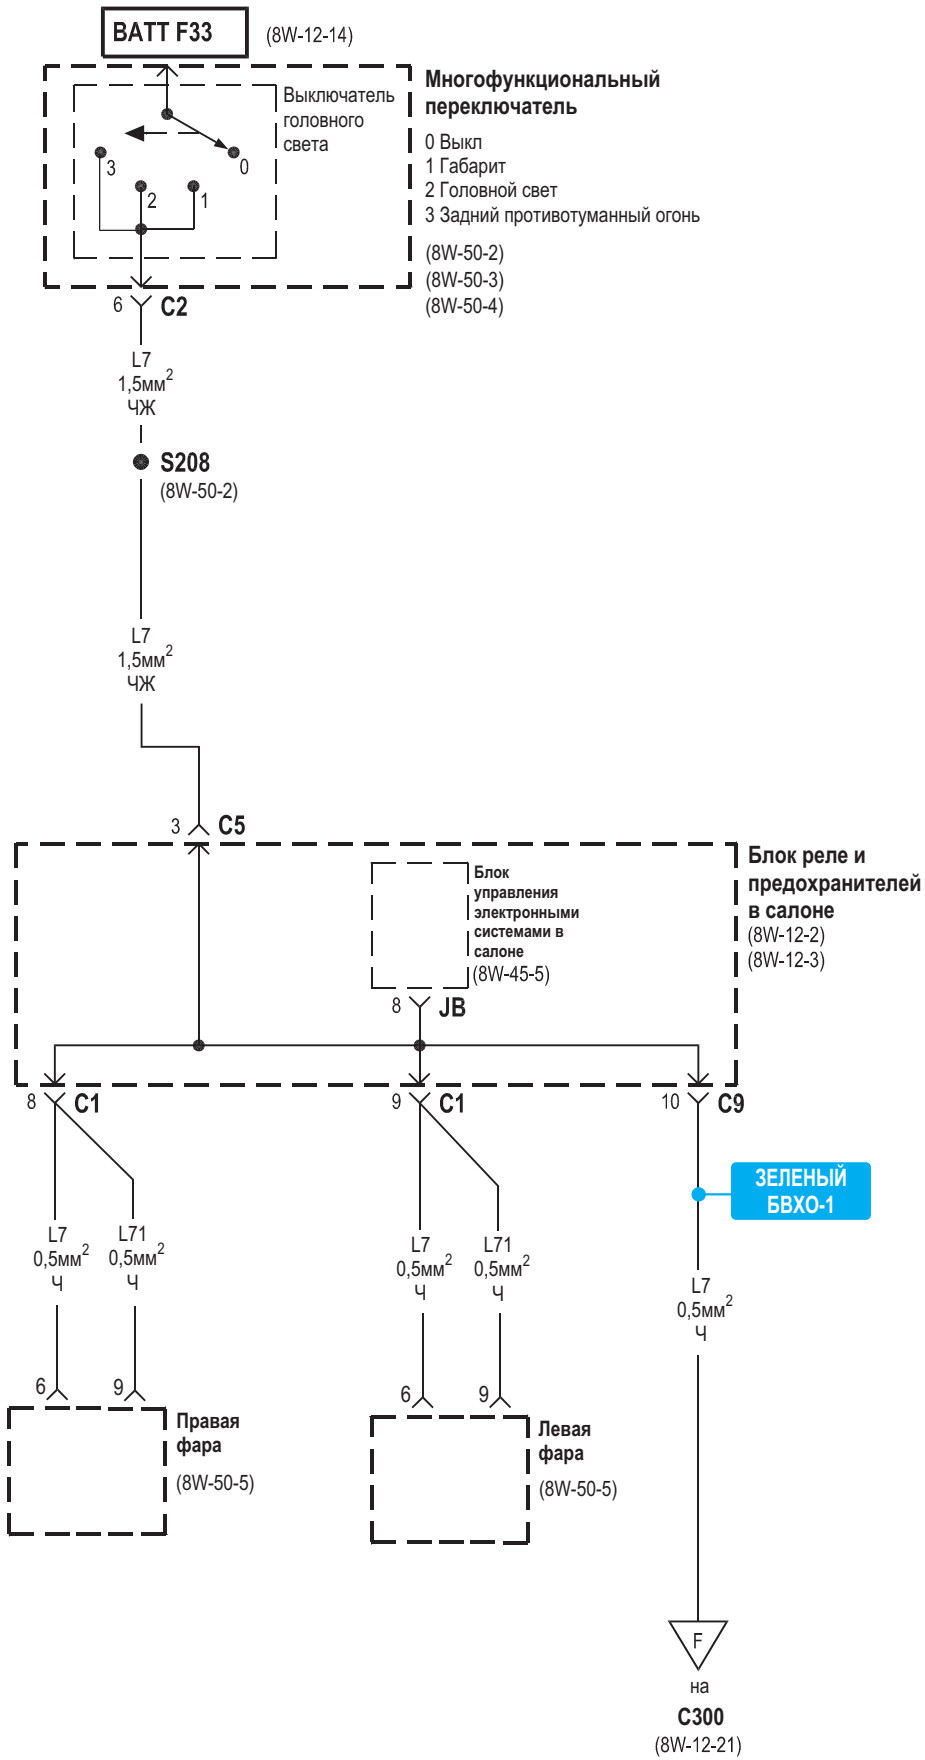 BATT F33
(8W-12-14)
Многофункциональный
переключатель
0 Выкл
1 Габарит
2 Головной свет
3 Задний противотуманный огонь
(8W-50-2)
(8W-50-3)
(8W-50-4)
Выключатель
головного
света
3
0
2
1
6
C2
L7
1,5мм²
ЧЖ
S208
(8W-50-2)
L7
1,5мм²
ЧЖ
3
C5
Блок реле и
предохранителей
в салоне
(8W-12-2)
(8W-12-3)
Блок
управления
электронными
системами в
салоне
(8W-45-5)
8
JB
8
C1
9
C1
10
C9
ЗЕЛЕНЫЙ
БВХО-1
L7
0,5мм²
Ч
L71
0,5мм²
Ч
L7
0,5мм²
Ч
L71
0,5мм²
Ч
L7
0,5мм²
Ч
6
9
Правая
фара
(8W-50-5)
6
9
Левая
фара
(8W-50-5)
F
на
C300
(8W-12-21)